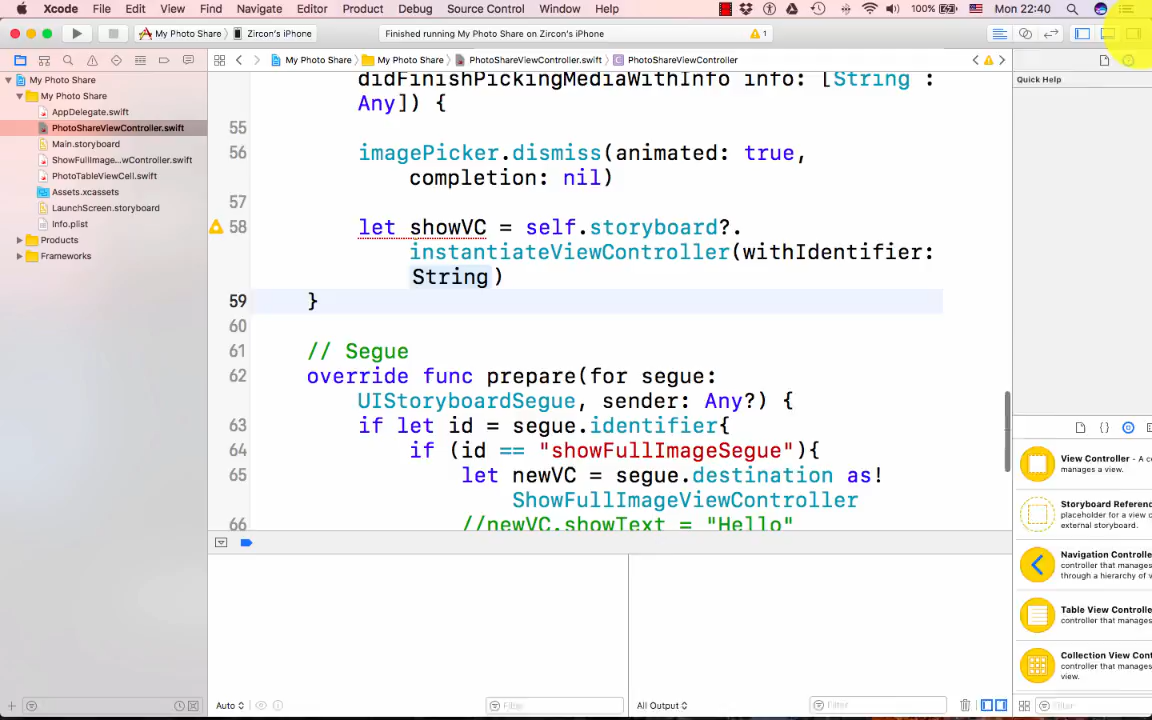 Xcode File Edit View Find Navigate Editor Product Debug Source Control Window Help 100% Mon 22:40
My Photo Share Zircon's iPhone Finished running My Photo Share on Zircon's iPhone 1
My Photo Share My Photo Share PhotoShareViewController.swift PhotoShareViewController
My Photo Share
My Photo Share
AppDelegate.swift
PhotoShareViewController.swift
Main.storyboard
ShowFullImage...wController.swift
PhotoTableViewCell.swift
Assets.xcassets
LaunchScreen.storyboard
Info.plist
Products
Frameworks
didFinishPickingMediaWithInfo info: [String :
Any]) {
55
56 imagePicker.dismiss(animated: true,
completion: nil)
57
58 let showVC = self.storyboard?.
instantiateViewController(withIdentifier:
String)
59 }
60
61 // Segue
62 override func prepare(for segue:
UIStoryboardSegue, sender: Any?) {
63 if let id = segue.identifier{
64 if (id == "showFullImageSegue"){
65 let newVC = segue.destination as!
ShowFullImageViewController
66 //newVC.showText = "Hello"
Quick Help
View Controller - A c
manages a view.
Storyboard Referenc
placeholder for a view c
external storyboard.
Navigation Controlle
controller that manages
through a hierarchy of v
Table View Controlle
controller that manages
Collection View Cont
controller that manages
view.
Auto Filter All Output Filter Filter